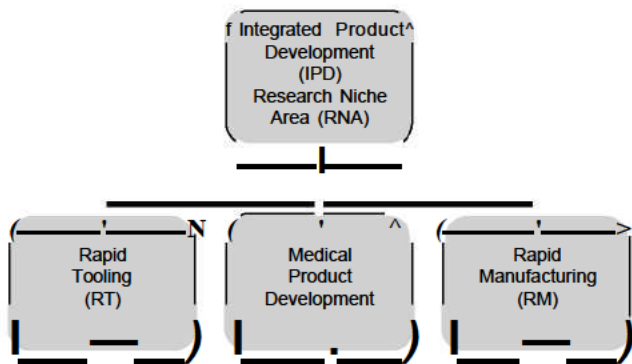 Integrated Product
Development
(IPD)
Research Niche
Area (RNA)
Rapid
Tooling
(RT)
Medical
Product
Development
Rapid
Manufacturing
(RM)